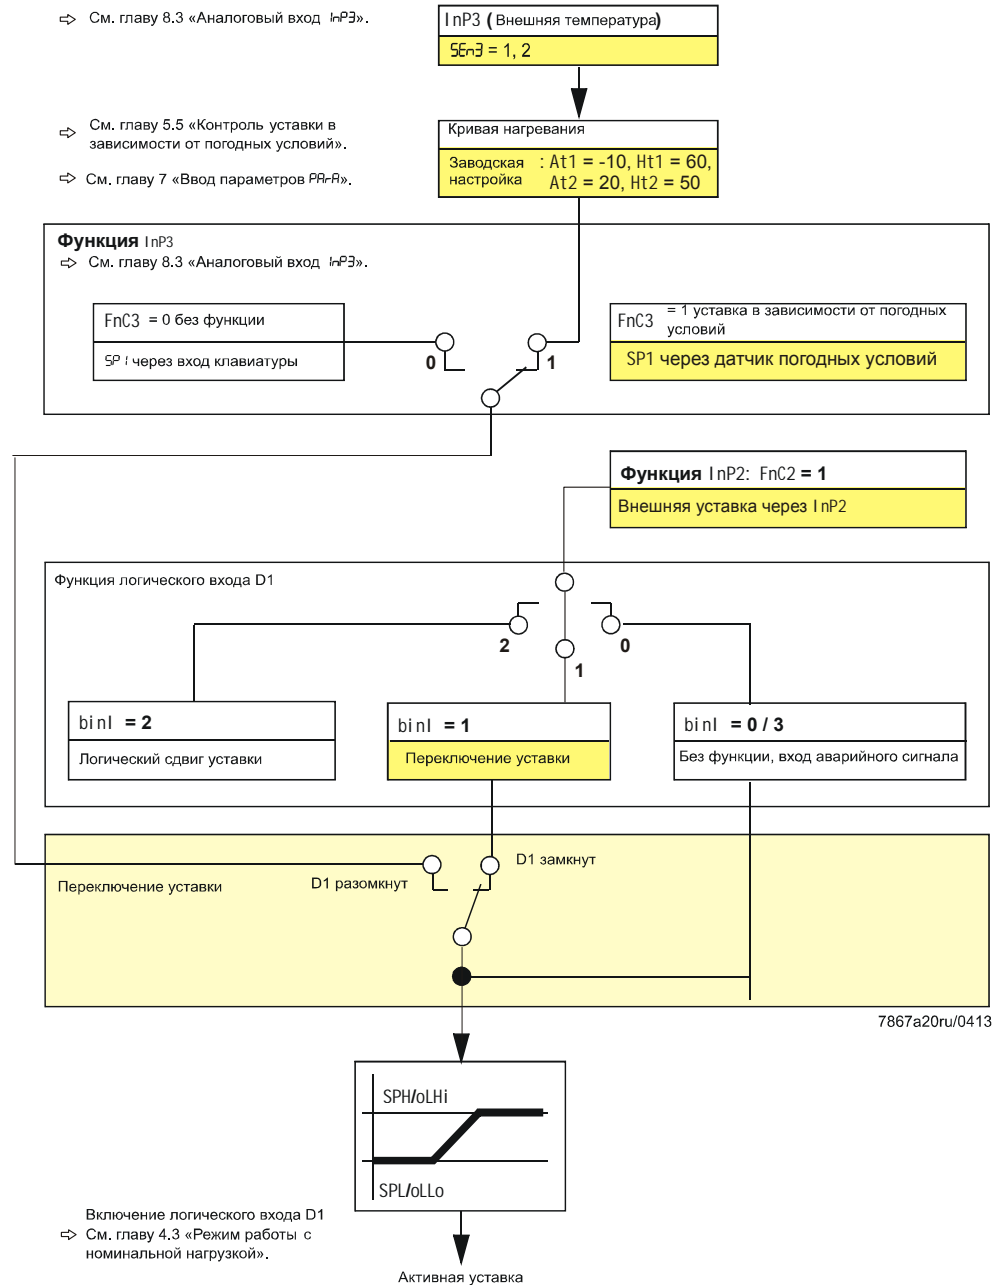 ⇨ См. главу 8.3 «Аналоговый вход InP3».
InP3 (Внешняя температура)
SEn3 = 1, 2
⇨ См. главу 5.5 «Контроль уставки в
зависимости от погодных условий».
⇨ См. главу 7 «Ввод параметров PArA».
Кривая нагревания
Заводская : At1 = -10, Ht1 = 60,
настройка At2 = 20, Ht2 = 50
Функция InP3
⇨ См. главу 8.3 «Аналоговый вход InP3».
FnC3 = 0 без функции
SP1 через вход клавиатуры
0
1
FnC3 = 1 уставка в зависимости от погодных
условий
SP1 через датчик погодных условий
Функция InP2: FnC2 = 1
Внешняя уставка через InP2
Функция логического входа D1
2
1
0
binI = 2
Логический сдвиг уставки
binI = 1
Переключение уставки
binI = 0 / 3
Без функции, вход аварийного сигнала
Переключение уставки
D1 разомкнут
D1 замкнут
7867a20ru/0413
SPH/oLHi
SPL/oLLo
Включение логического входа D1
⇨ См. главу 4.3 «Режим работы с
номинальной нагрузкой».
Активная уставка